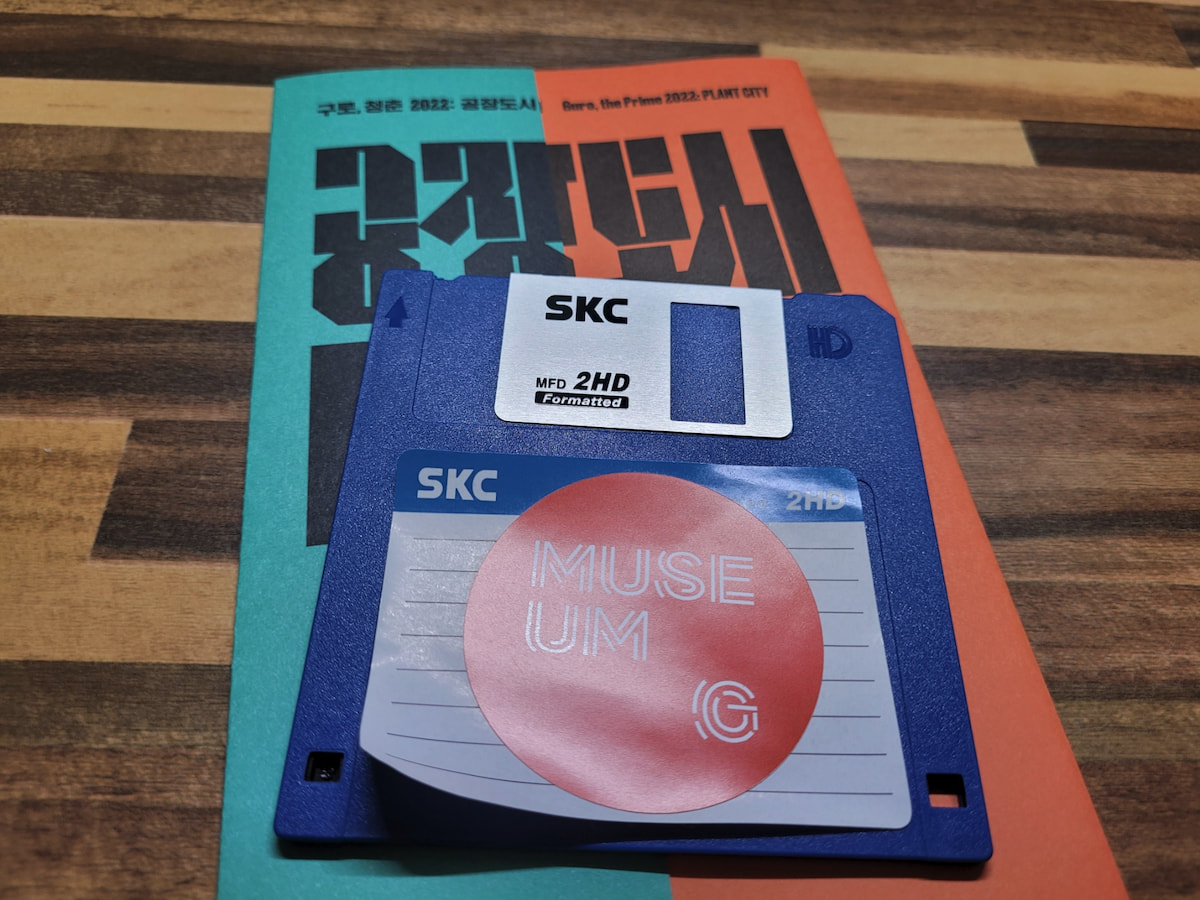 구로, 청춘 2022: 공장도시
Guro, the Prime 2022: PLANT CITY
공장도시
SKC
HD
MFD 2HD
Formatted
SKC
2HD
MUSE
UM
G